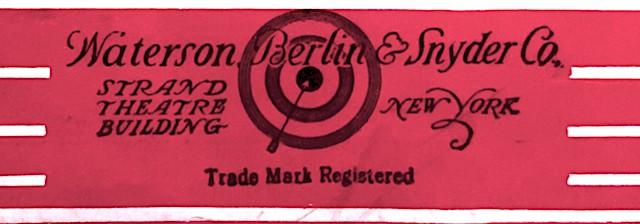 Waterson, Berlin & Snyder Co.
STRAND
THEATRE
BUILDING
NEW YORK
Trade Mark Registered